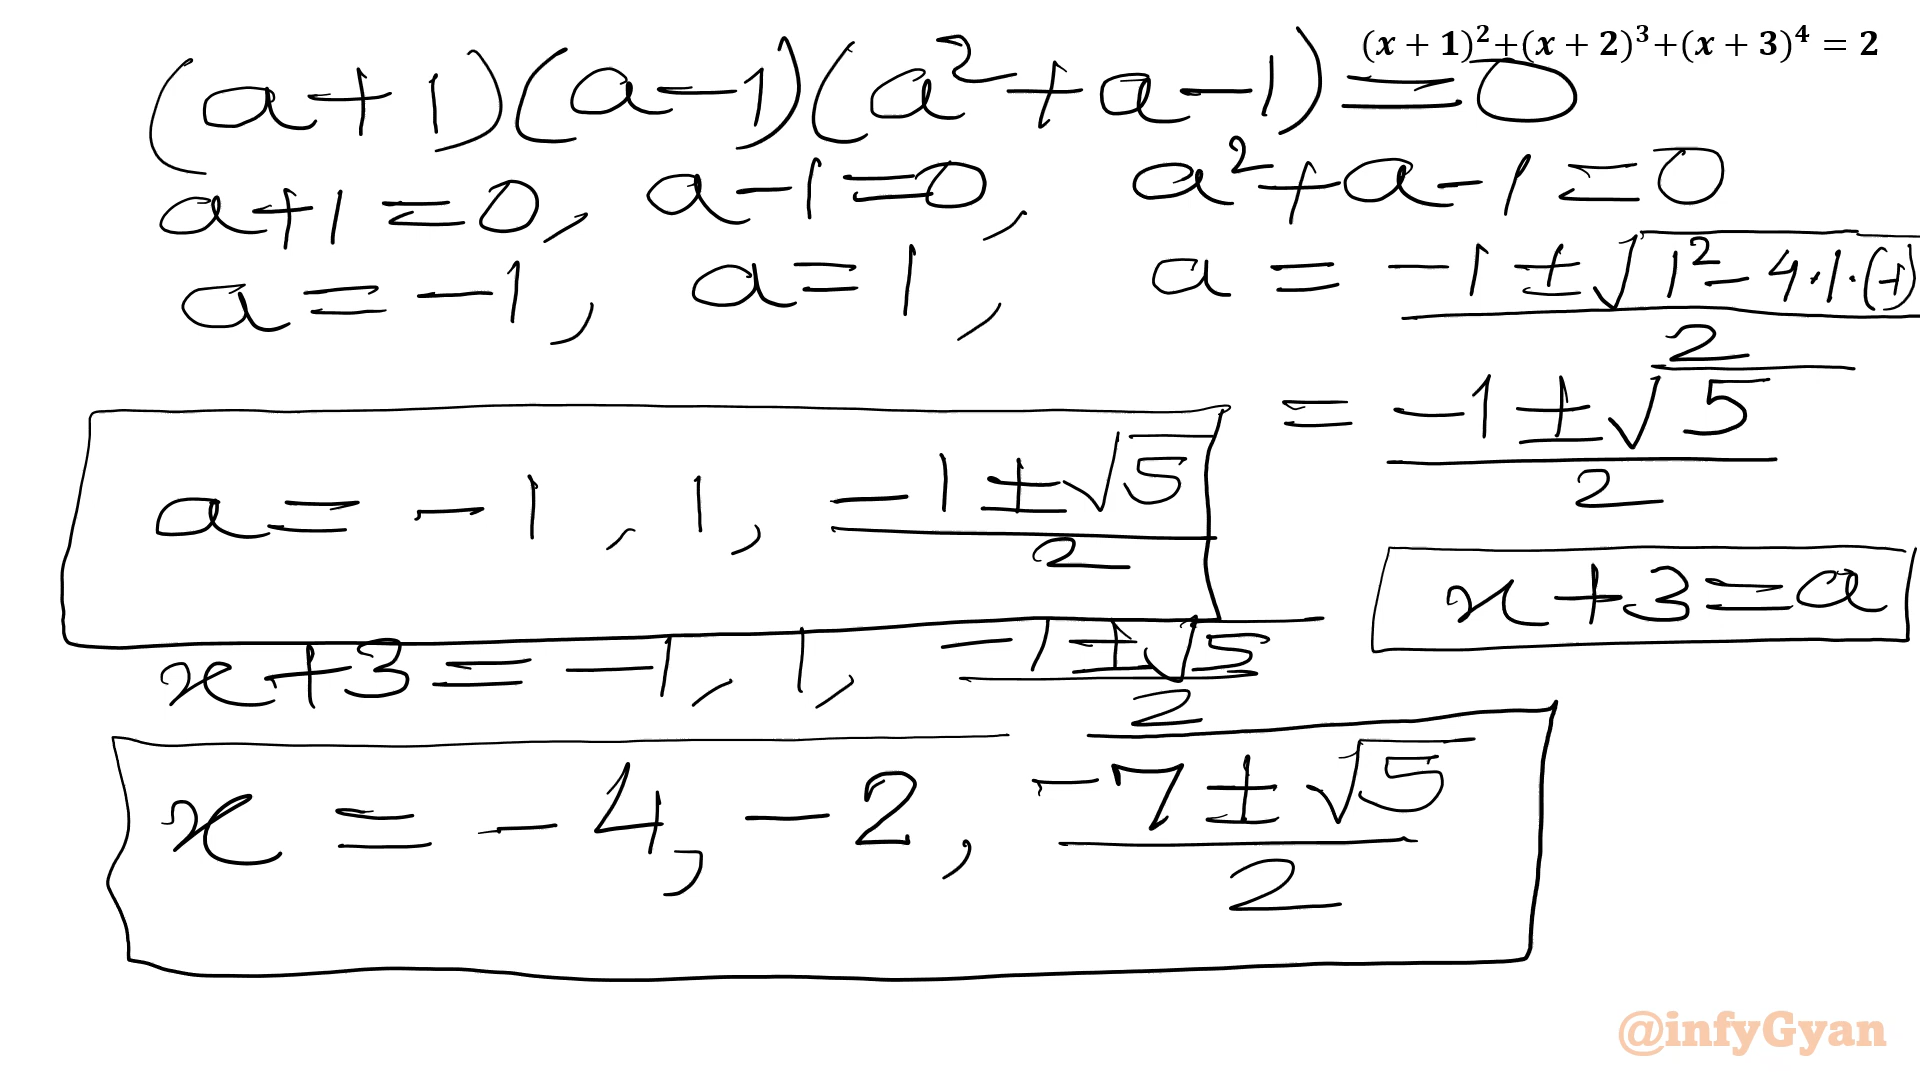 (x + 1)²+(x + 2)³+(x + 3)⁴ = 2
(a+1)(a-1)(a²+a-1)=0
a+1=0, a-1=0, a²+a-1=0
a=-1, a=1, a = (-1±√(1²-4·1·(-1)))/2
= (-1±√5)/2
a= -1, 1, (-1±√5)/2
x+3=a
x+3=-1, 1, (-1±√5)/2
x = -4, -2, (-7±√5)/2
@infyGyan